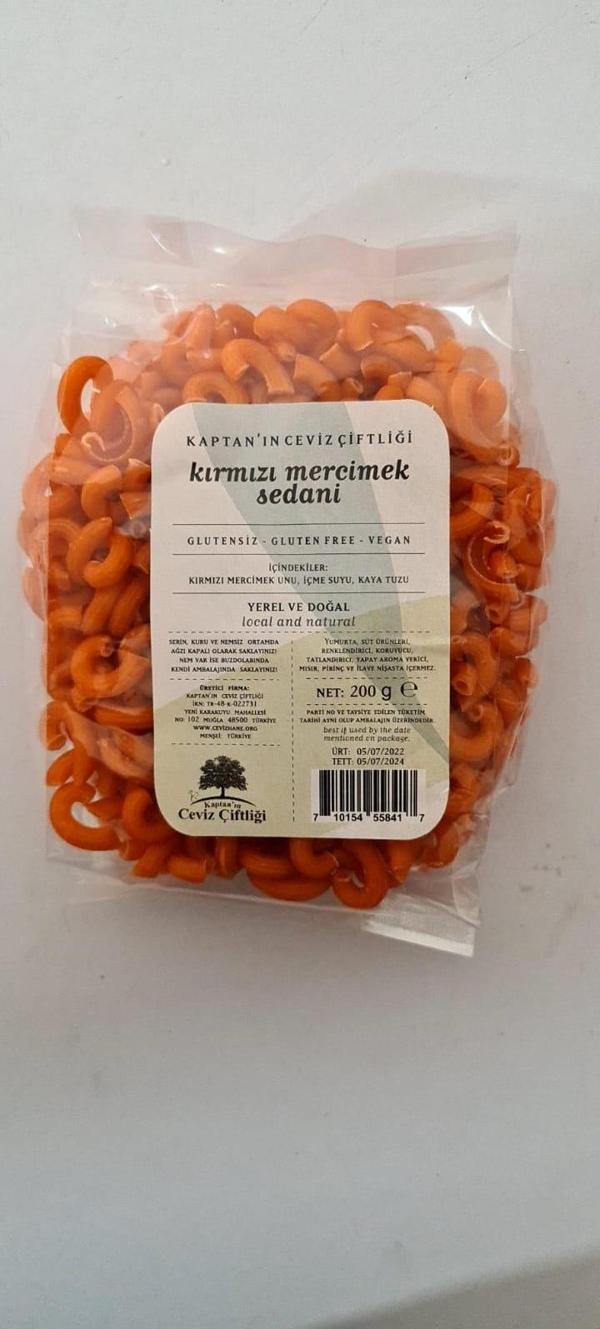 KAPTAN'IN CEVİZ ÇİFTLİĞİ
kırmızı mercimek
sedani
GLUTENSİZ - GLUTEN FREE - VEGAN
İÇİNDEKİLER:
KIRMIZI MERCİMEK UNU, İÇME SUYU, KAYA TUZU
YEREL VE DOĞAL
local and natural
SERİN, KURU VE NEMSİZ ORTAMDA
AĞZI KAPALI OLARAK SAKLAYINIZ!
NEM VAR İSE BUZDOLABINDA
KENDİ AMBALAJINDA SAKLAYINIZ!
ÜRETİCİ FİRMA:
KAPTAN'IN CEVİZ ÇİFTLİĞİ
İKN: TR-48-K-022731
YENİ KARAKUYU MAHALLESİ
NO: 102 MUĞLA 48500 TÜRKİYE
WWW.CEVIZHANE.ORG
MENŞEİ: TÜRKİYE
Kaptan'ın
Ceviz Çiftliği
YUMURTA, SÜT ÜRÜNLERİ,
RENKLENDİRİCİ, KORUYUCU,
TATLANDIRICI, YAPAY AROMA VERİCİ,
MISIR, PİRİNÇ VE İLAVE NİŞASTA İÇERMEZ.
NET: 200 g ℮
PARTİ NO VE TAVSİYE EDİLEN TÜKETİM
TARİHİ AYNI OLUP AMBALAJIN ÜZERİNDEDİR.
best if used by the date
mentioned on package.
ÜRT: 05/07/2022
TETT: 05/07/2024
7 10154 55841 7